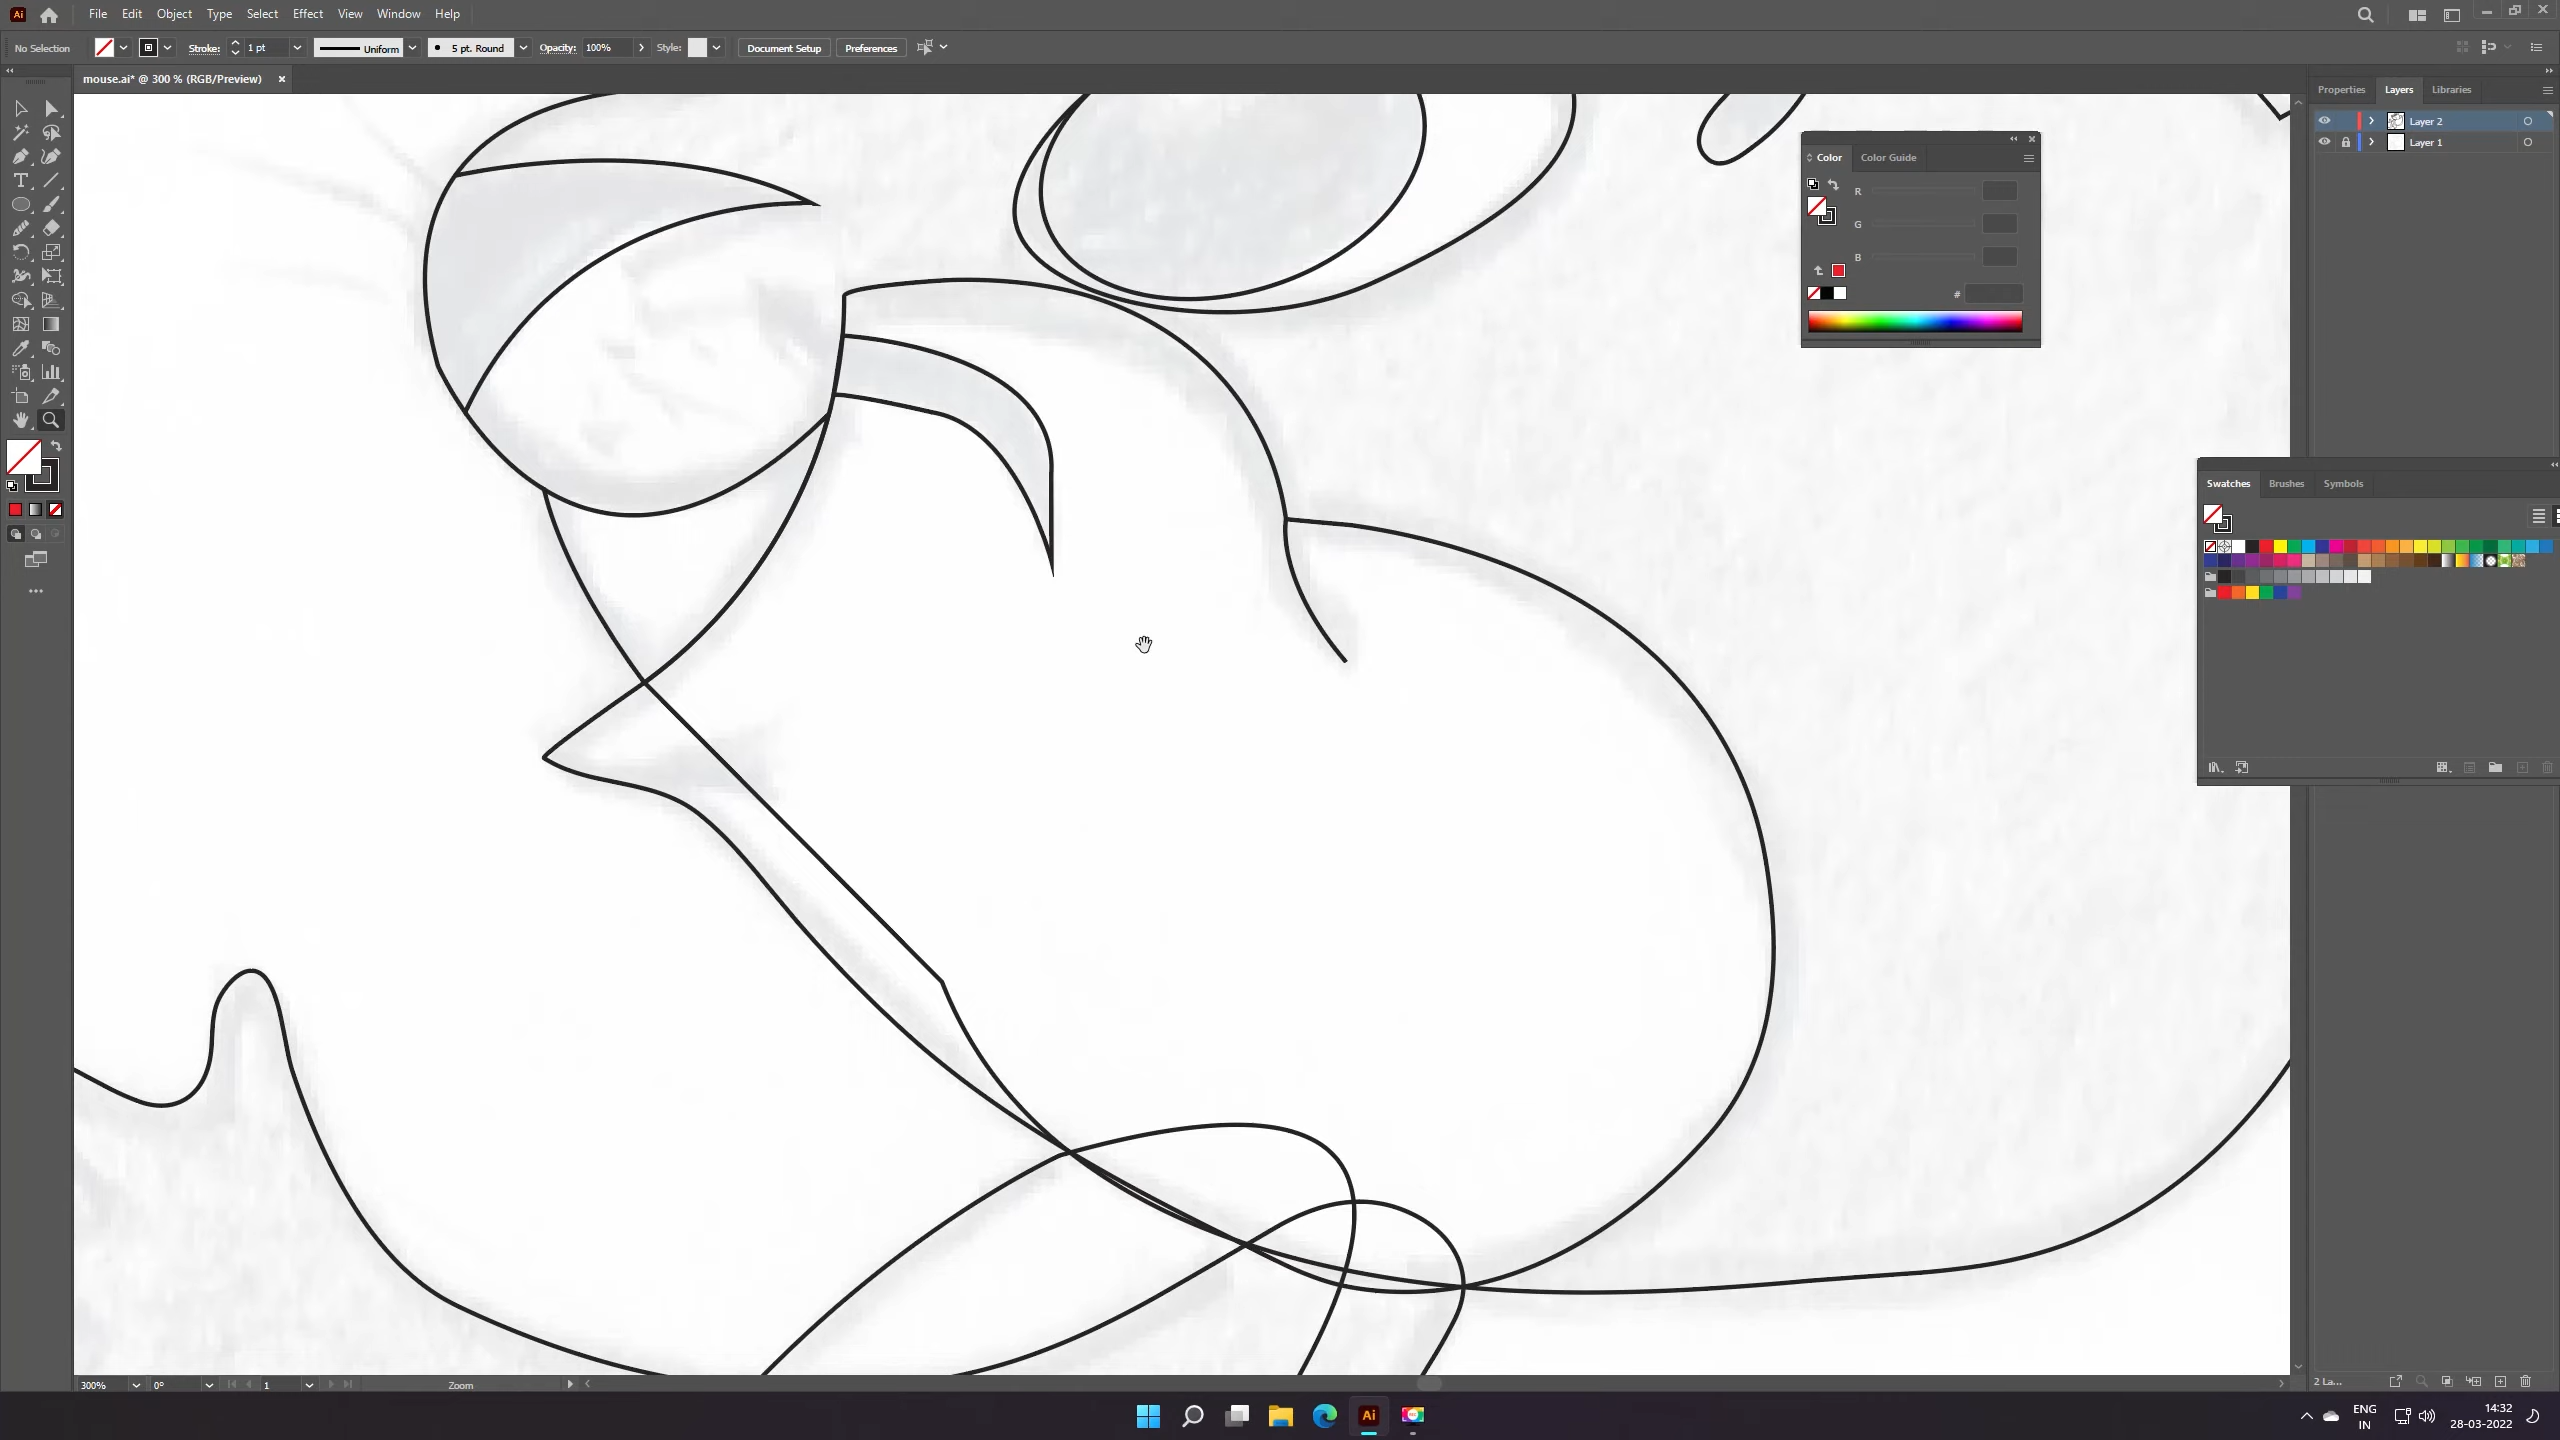 Ai File Edit Object Type Select Effect View Window Help
No Selection Stroke: 1 pt Uniform 5 pt. Round Opacity: 100% Style: Document Setup Preferences
mouse.ai* @ 300 % (RGB/Preview)
Properties Layers Libraries
Layer 2
Layer 1
Color Color Guide
R
G
B
#
Swatches Brushes Symbols
300% 0° 1 Zoom
2 La...
Ai
ENG
IN
14:32
28-03-2022